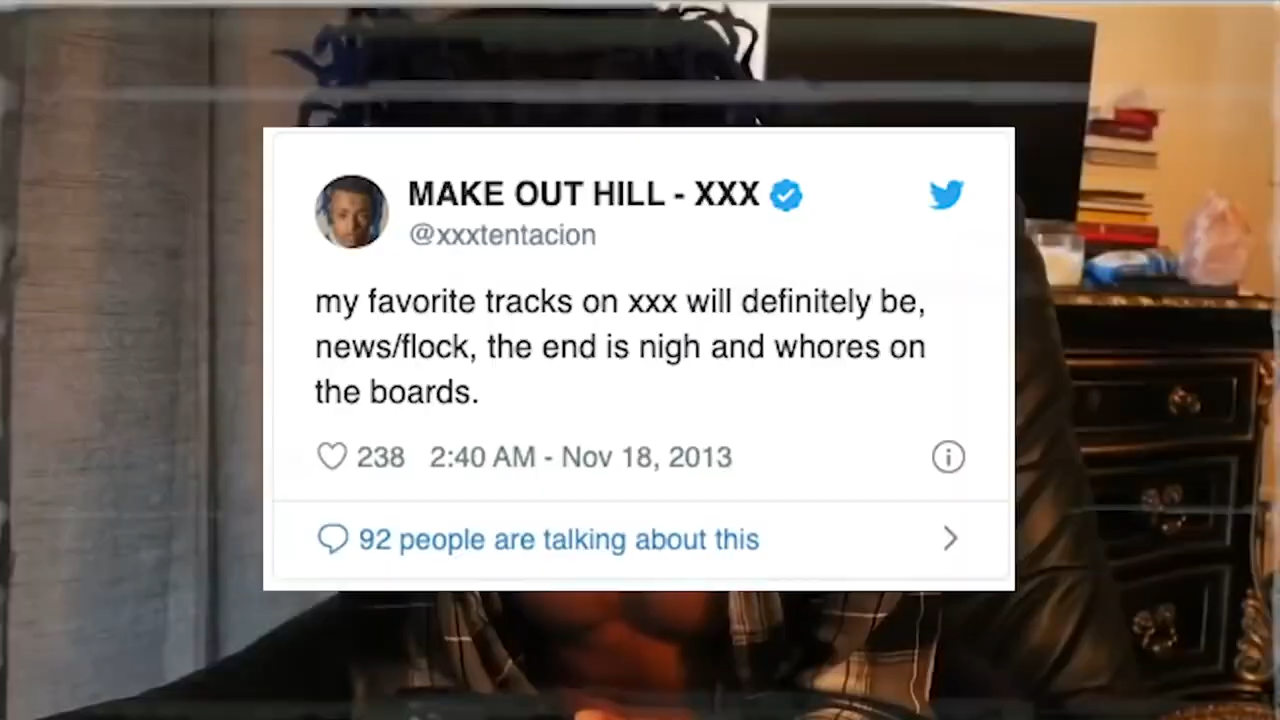 MAKE OUT HILL - XXX
@xxxtentacion
my favorite tracks on xxx will definitely be,
news/flock, the end is nigh and whores on
the boards.
238 2:40 AM - Nov 18, 2013
92 people are talking about this